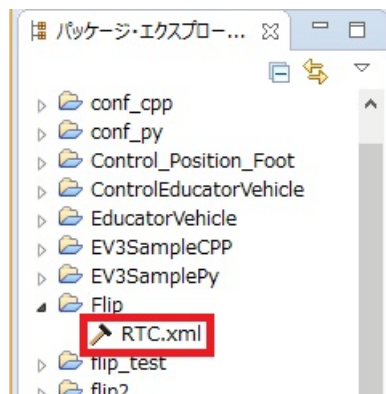 パッケージ・エクスプロー...
conf_cpp
conf_py
Control_Position_Foot
ControlEducatorVehicle
EducatorVehicle
EV3SampleCPP
EV3SamplePy
Flip
RTC.xml
flip_test
flip2